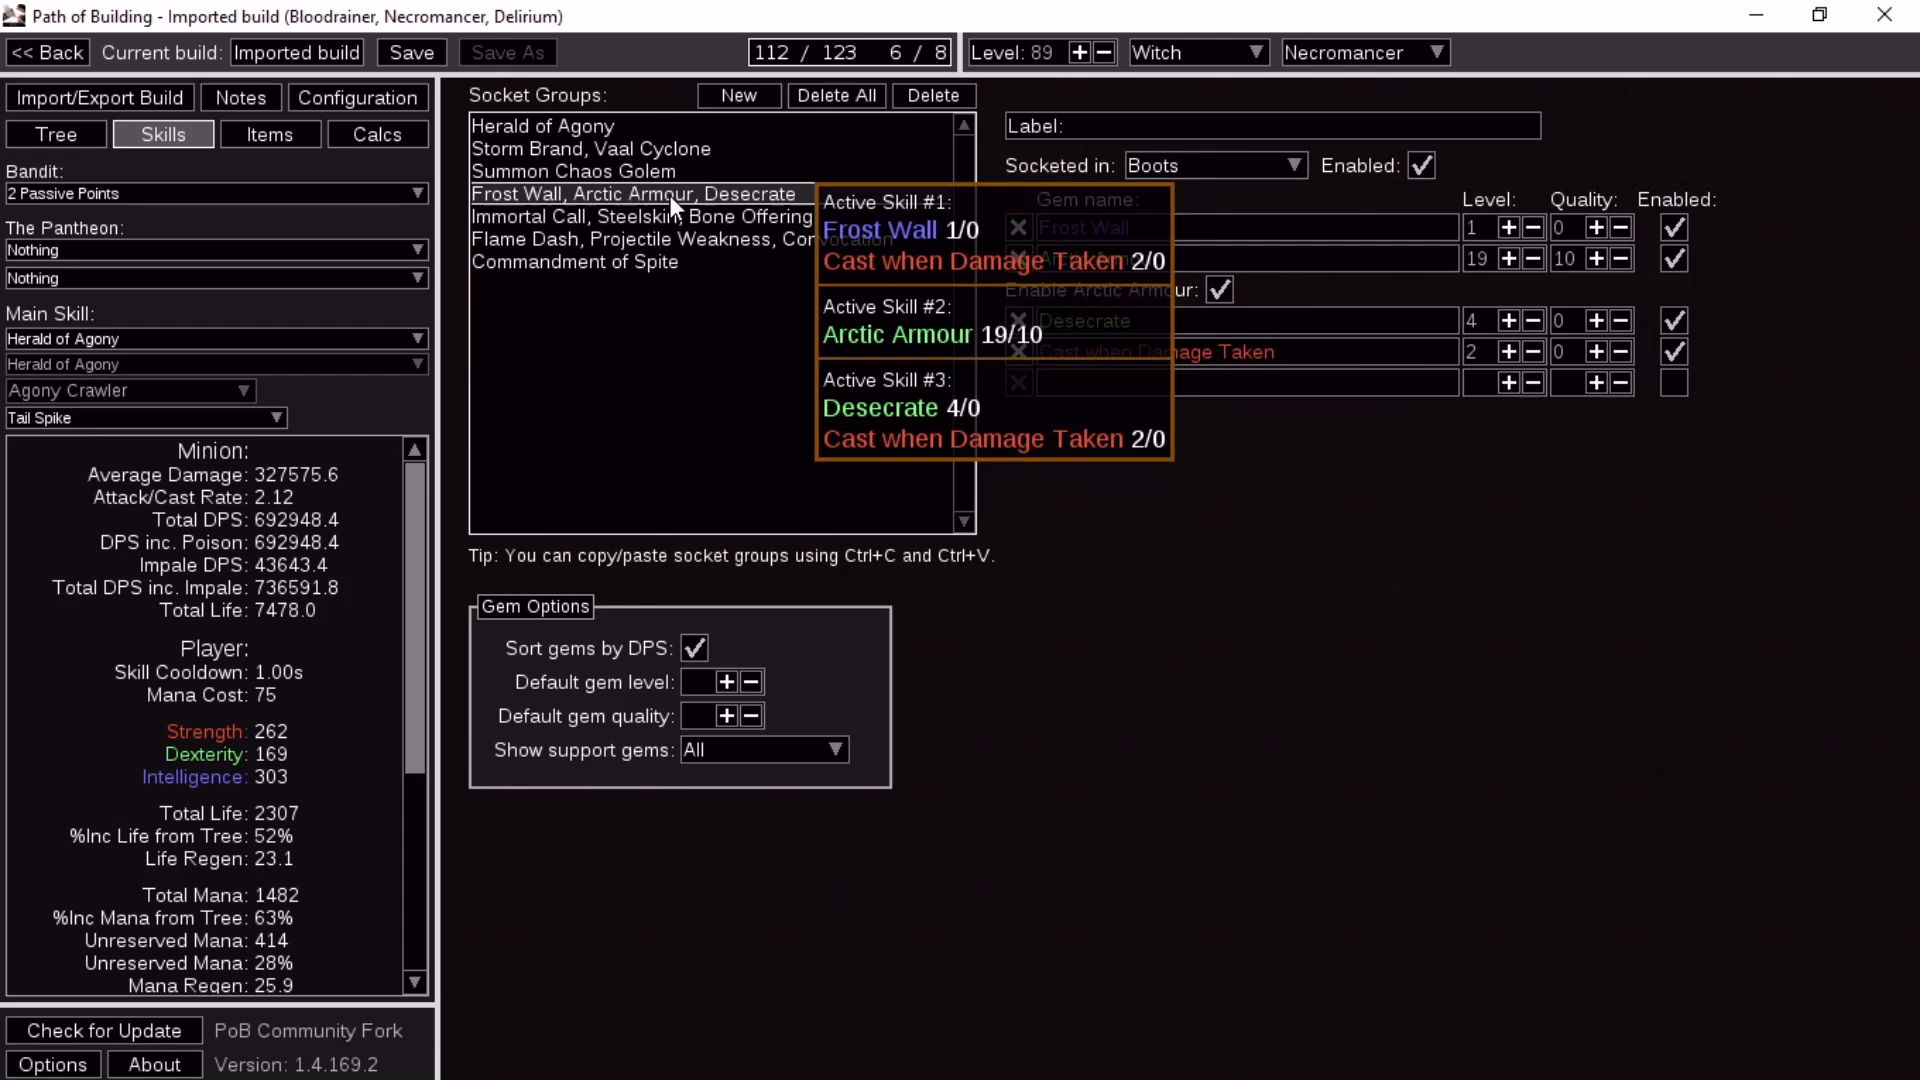 Path of Building - Imported build (Bloodrainer, Necromancer, Delirium)
<< Back Current build: Imported build Save Save As 112 / 123 6 / 8 Level: 89 + - Witch Necromancer
Import/Export Build Notes Configuration
Tree Skills Items Calcs
Bandit:
2 Passive Points
The Pantheon:
Nothing
Nothing
Main Skill:
Herald of Agony
Herald of Agony
Agony Crawler
Tail Spike
Minion:
Average Damage: 327575.6
Attack/Cast Rate: 2.12
Total DPS: 692948.4
DPS inc. Poison: 692948.4
Impale DPS: 43643.4
Total DPS inc. Impale: 736591.8
Total Life: 7478.0
Player:
Skill Cooldown: 1.00s
Mana Cost: 75
Strength: 262
Dexterity: 169
Intelligence: 303
Total Life: 2307
%Inc Life from Tree: 52%
Life Regen: 23.1
Total Mana: 1482
%Inc Mana from Tree: 63%
Unreserved Mana: 414
Unreserved Mana: 28%
Mana Regen: 25.9
Check for Update PoB Community Fork
Options About Version: 1.4.169.2
Socket Groups: New Delete All Delete
Herald of Agony
Storm Brand, Vaal Cyclone
Summon Chaos Golem
Frost Wall, Arctic Armour, Desecrate
Immortal Call, Steelskin, Bone Offering
Flame Dash, Projectile Weakness, Convocation
Commandment of Spite
Tip: You can copy/paste socket groups using Ctrl+C and Ctrl+V.
Gem Options
Sort gems by DPS:
Default gem level: + -
Default gem quality: + -
Show support gems: All
Active Skill #1:
Frost Wall 1/0
Cast when Damage Taken 2/0
Active Skill #2:
Arctic Armour 19/10
Active Skill #3:
Desecrate 4/0
Cast when Damage Taken 2/0
Label:
Socketed in: Boots Enabled:
Gem name: Level: Quality: Enabled:
Frost Wall 1 + - 0 + -
19 + - 10 + -
Enable Arctic Armour:
Desecrate 4 + - 0 + -
Cast when Damage Taken 2 + - 0 + -
+ - + -